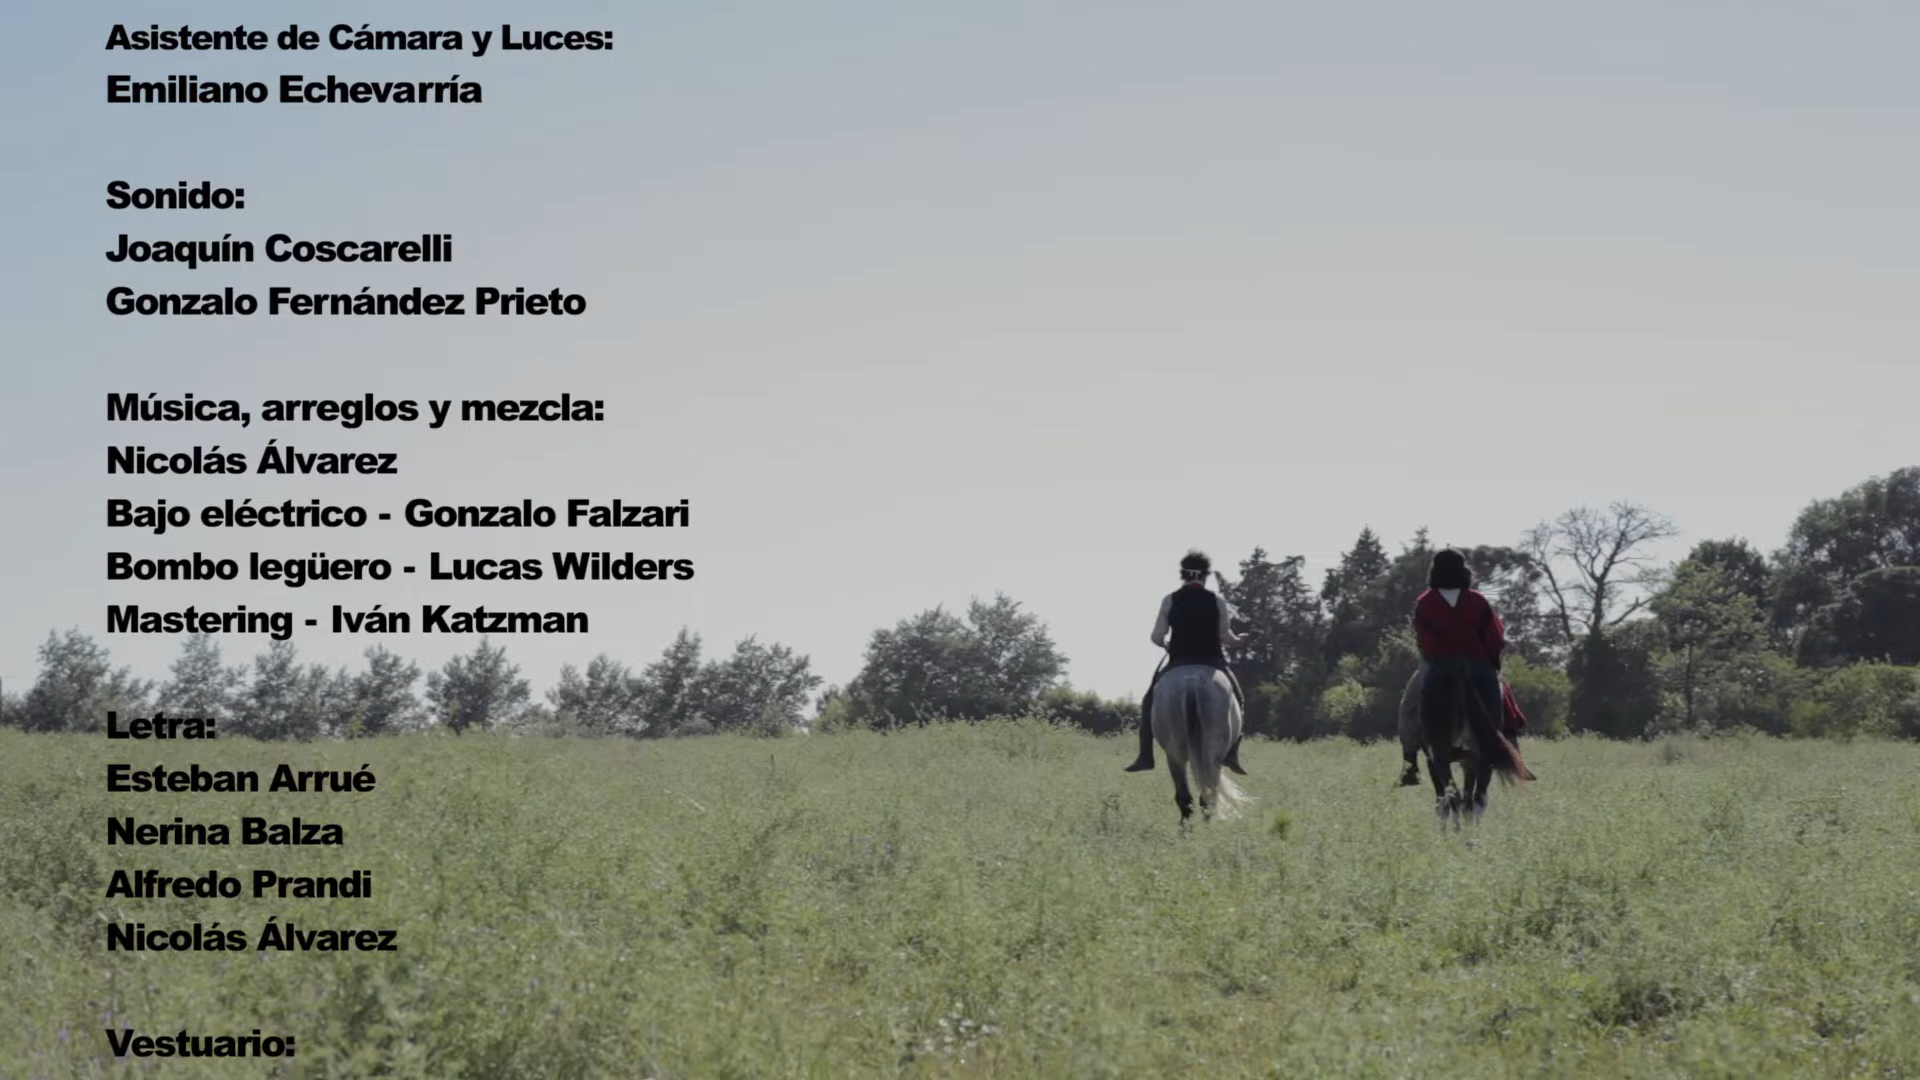 Asistente de Cámara y Luces:
Emiliano Echevarría
Sonido:
Joaquín Coscarelli
Gonzalo Fernández Prieto
Música, arreglos y mezcla:
Nicolás Álvarez
Bajo eléctrico - Gonzalo Falzari
Bombo legüero - Lucas Wilders
Mastering - Iván Katzman
Letra:
Esteban Arrué
Nerina Balza
Alfredo Prandi
Nicolás Álvarez
Vestuario: